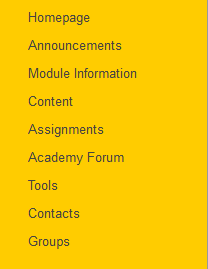 Homepage
Announcements
Module Information
Content
Assignments
Academy Forum
Tools
Contacts
Groups